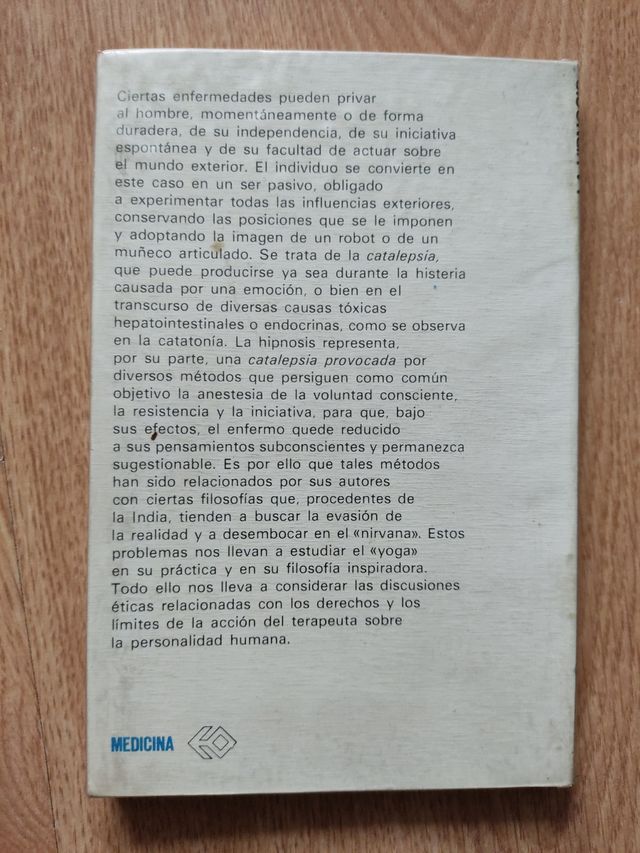 Ciertas enfermedades pueden privar
al hombre, momentáneamente o de forma
duradera, de su independencia, de su iniciativa
espontánea y de su facultad de actuar sobre
el mundo exterior. El individuo se convierte en
este caso en un ser pasivo, obligado
a experimentar todas las influencias exteriores,
conservando las posiciones que se le imponen
y adoptando la imagen de un robot o de un
muñeco articulado. Se trata de la catalepsia,
que puede producirse ya sea durante la histeria
causada por una emoción, o bien en el
transcurso de diversas causas tóxicas
hepatointestinales o endocrinas, como se observa
en la catatonía. La hipnosis representa,
por su parte, una catalepsia provocada por
diversos métodos que persiguen como común
objetivo la anestesia de la voluntad consciente,
la resistencia y la iniciativa, para que, bajo
sus efectos, el enfermo quede reducido
a sus pensamientos subconscientes y permanezca
sugestionable. Es por ello que tales métodos
han sido relacionados por sus autores
con ciertas filosofías que, procedentes de
la India, tienden a buscar la evasión de
la realidad y a desembocar en el «nirvana». Estos
problemas nos llevan a estudiar el «yoga»
en su práctica y en su filosofía inspiradora.
Todo ello nos lleva a considerar las discusiones
éticas relacionadas con los derechos y los
límites de la acción del terapeuta sobre
la personalidad humana.
MEDICINA